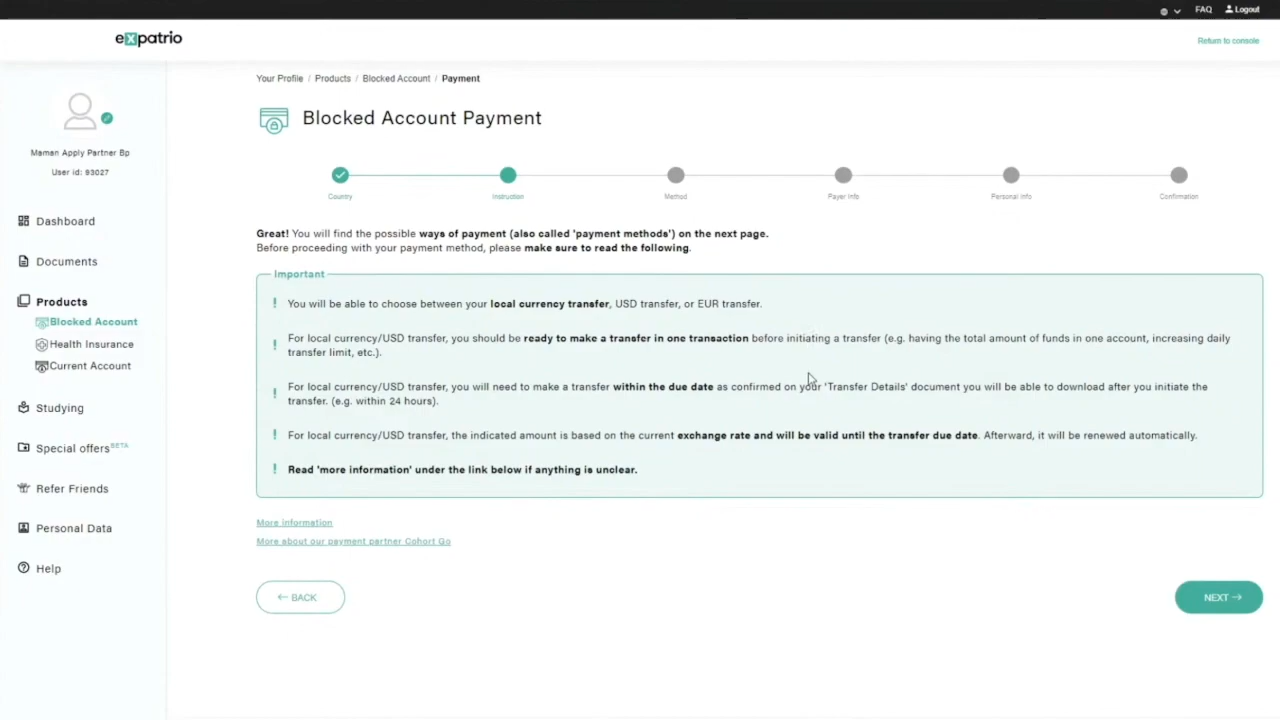 FAQ Logout
expatrio
Return to console
Your Profile / Products / Blocked Account / Payment
Blocked Account Payment
Maman Apply Partner Bp
User id: 93027
Country Instruction Method Payer Info Personal Info Confirmation
Dashboard
Documents
Products
Blocked Account
Health Insurance
Current Account
Studying
Special offers BETA
Refer Friends
Personal Data
Help
Great! You will find the possible ways of payment (also called 'payment methods') on the next page.
Before proceeding with your payment method, please make sure to read the following.
Important
! You will be able to choose between your local currency transfer, USD transfer, or EUR transfer.
! For local currency/USD transfer, you should be ready to make a transfer in one transaction before initiating a transfer (e.g. having the total amount of funds in one account, increasing daily
transfer limit, etc.).
! For local currency/USD transfer, you will need to make a transfer within the due date as confirmed on your 'Transfer Details' document you will be able to download after you initiate the
transfer. (e.g. within 24 hours).
! For local currency/USD transfer, the indicated amount is based on the current exchange rate and will be valid until the transfer due date. Afterward, it will be renewed automatically.
! Read 'more information' under the link below if anything is unclear.
More information
More about our payment partner Cohort Go
← BACK
NEXT →